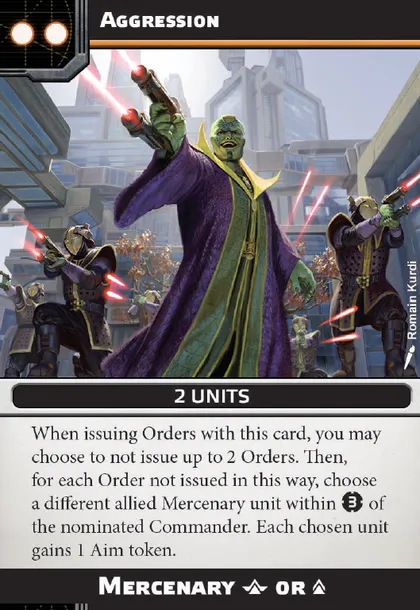 AGGRESSION
Romain Kurdi
2 UNITS
When issuing Orders with this card, you may
choose to not issue up to 2 Orders. Then,
for each Order not issued in this way, choose
a different allied Mercenary unit within 3 of
the nominated Commander. Each chosen unit
gains 1 Aim token.
MERCENARY OR